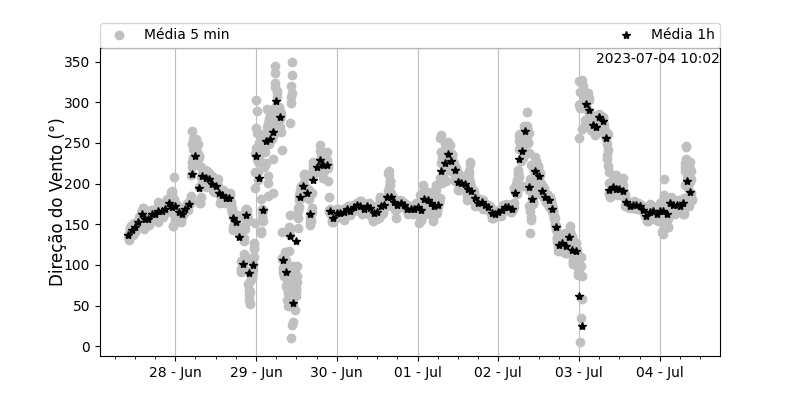 Média 5 min
Média 1h
2023-07-04 10:02
Direção do Vento (°)
350
300
250
200
150
100
50
0
28 - Jun
29 - Jun
30 - Jun
01 - Jul
02 - Jul
03 - Jul
04 - Jul